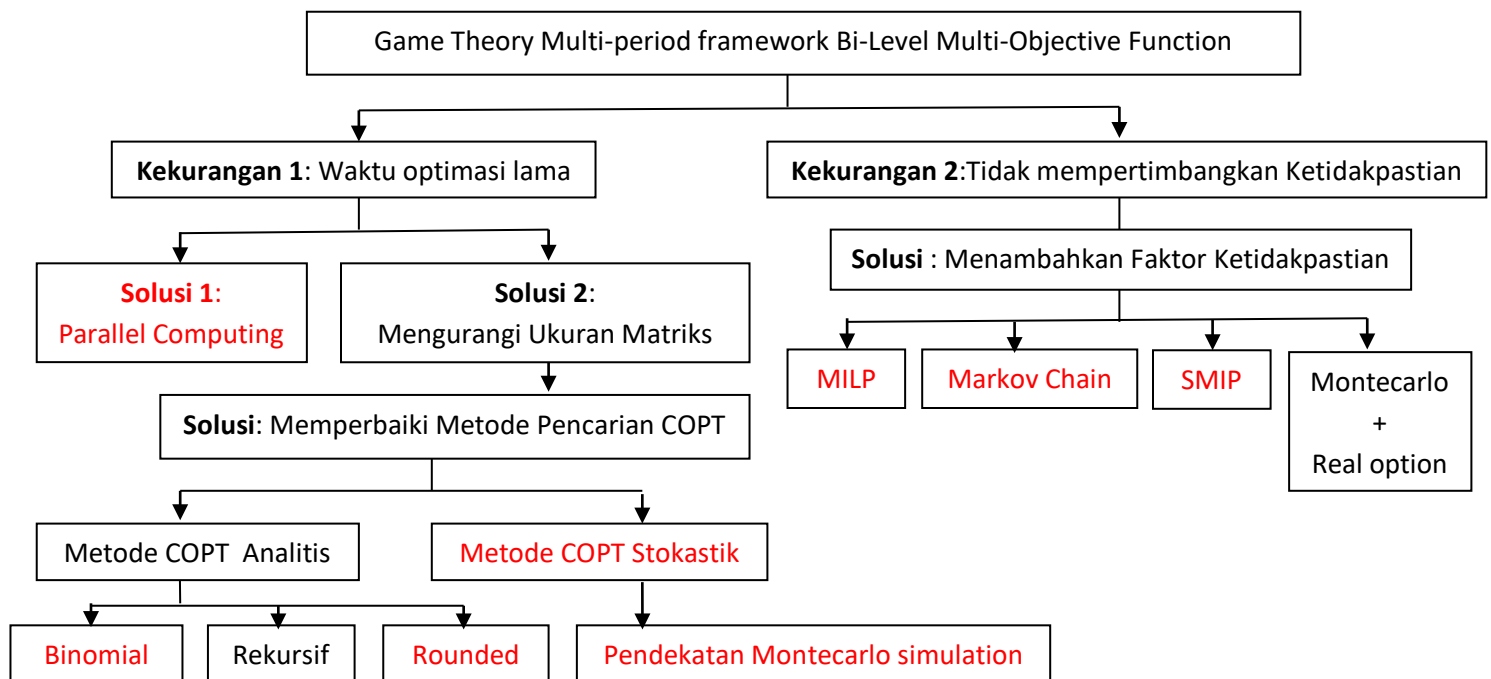 Game Theory Multi-period framework Bi-Level Multi-Objective Function
Kekurangan 1: Waktu optimasi lama
Kekurangan 2:Tidak mempertimbangkan Ketidakpastian
Solusi 1:
Parallel Computing
Solusi 2:
Mengurangi Ukuran Matriks
Solusi : Menambahkan Faktor Ketidakpastian
MILP
Markov Chain
SMIP
Montecarlo
+
Real option
Solusi: Memperbaiki Metode Pencarian COPT
Metode COPT Analitis
Metode COPT Stokastik
Binomial
Rekursif
Rounded
Pendekatan Montecarlo simulation